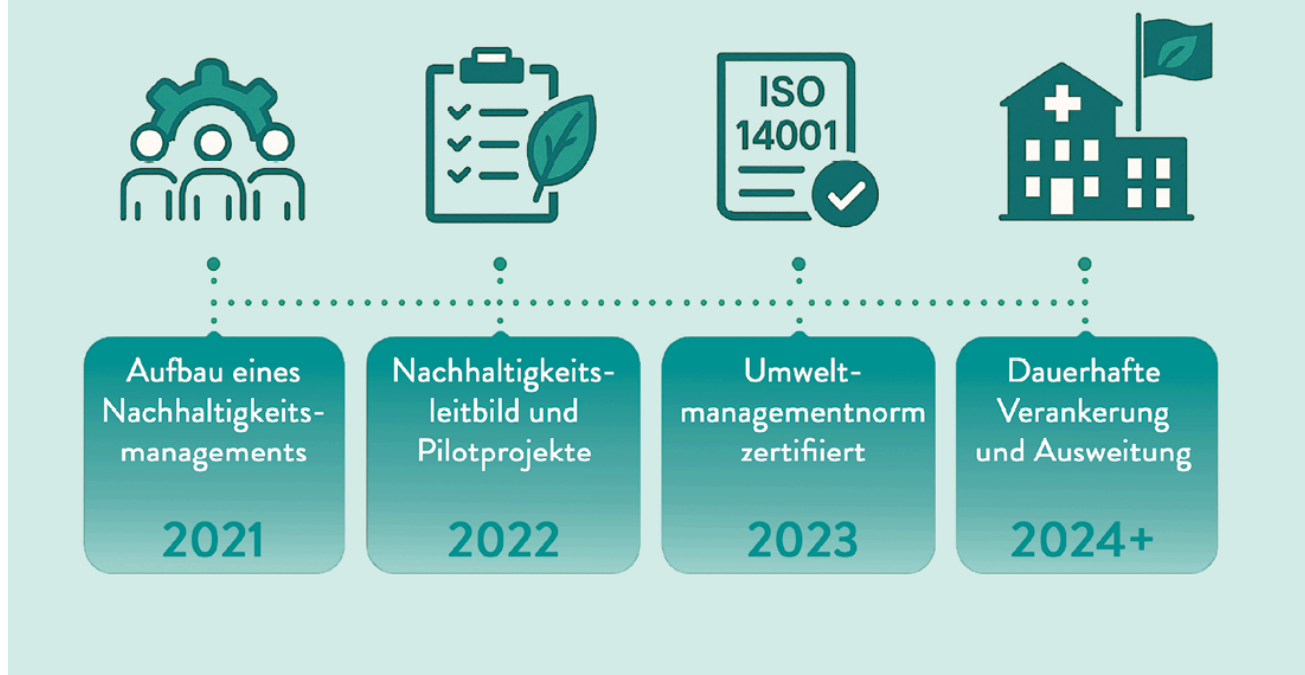 ISO
14001
Aufbau eines
Nachhaltigkeits-
managements
2021
Nachhaltigkeits-
leitbild und
Pilotprojekte
2022
Umwelt-
managementnorm
zertifiiert
2023
Dauerhafte
Verankerung
und Ausweitung
2024+